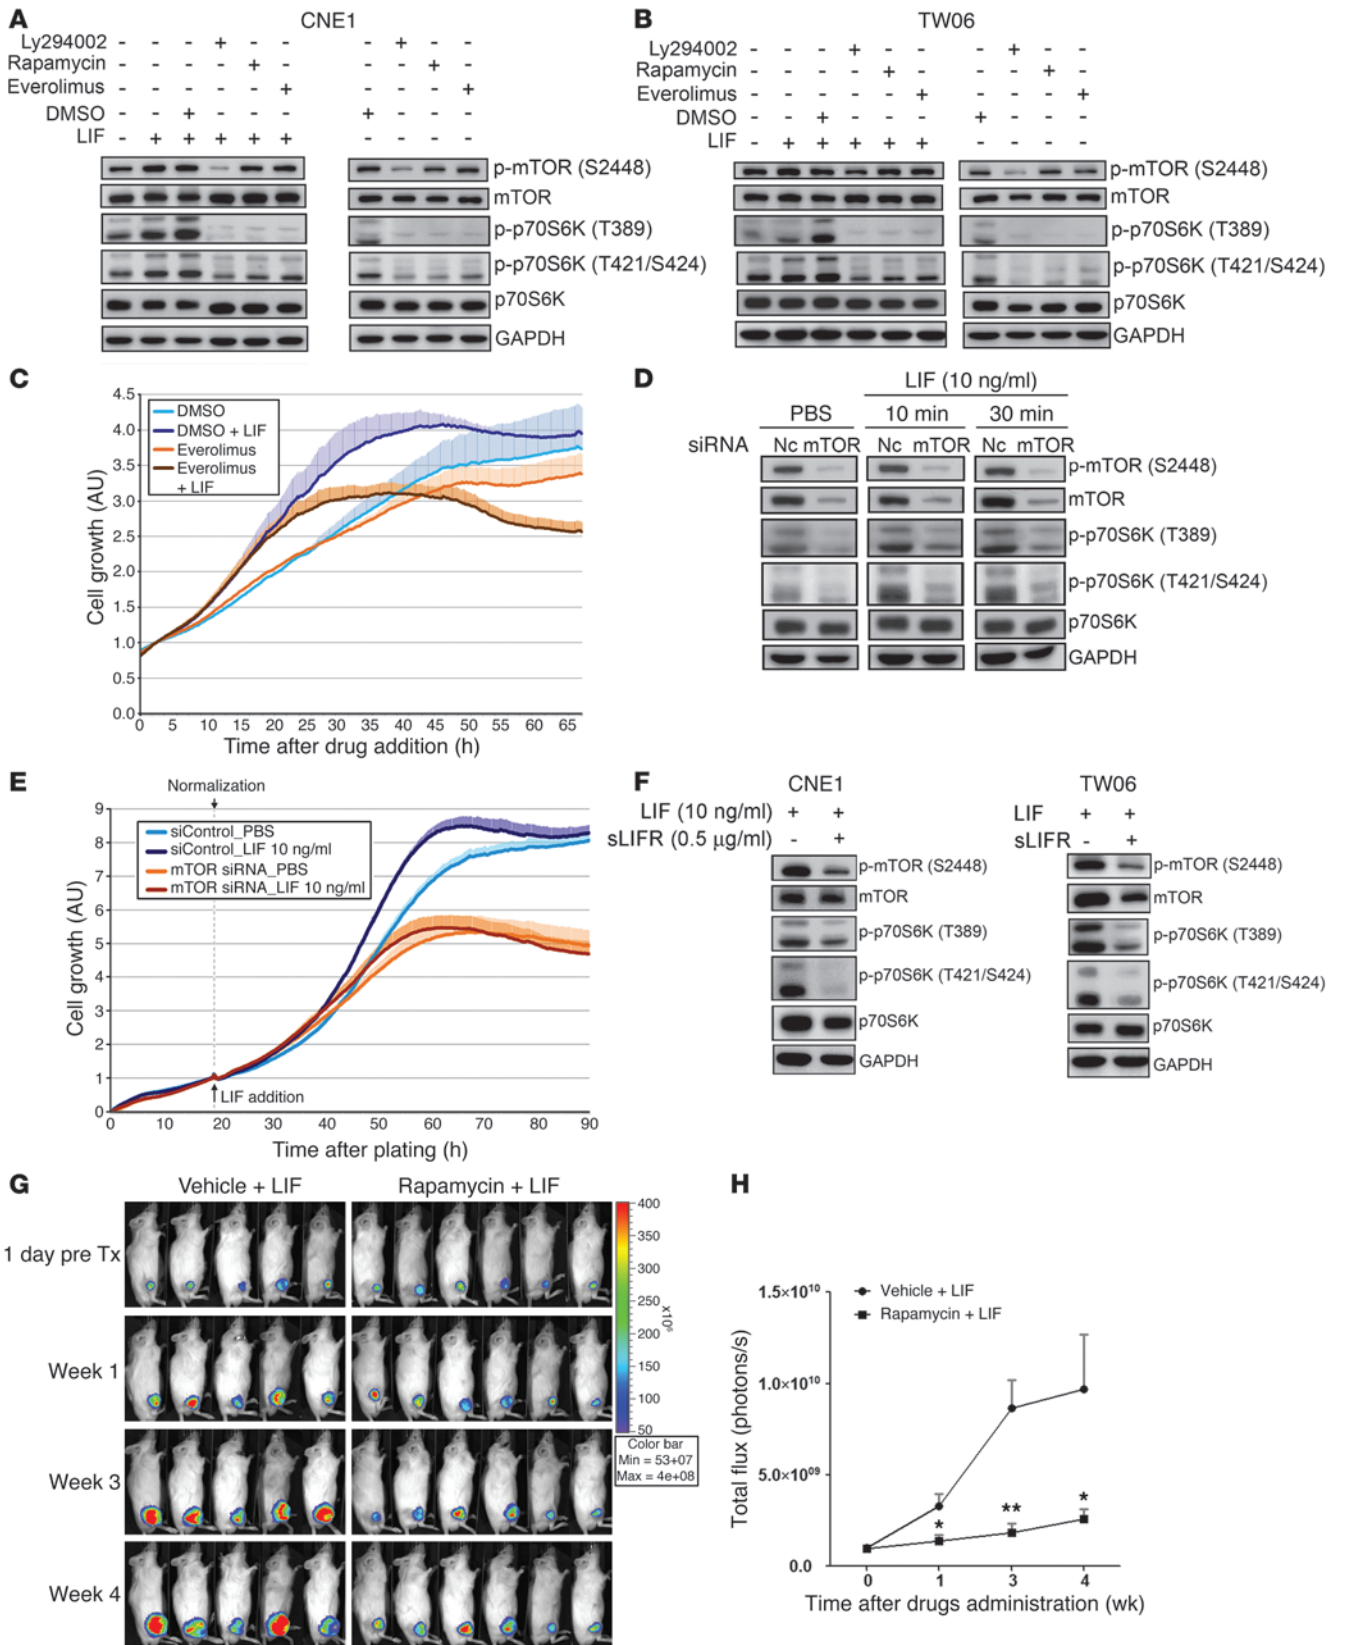 A
CNE1
Ly294002 - - - + - -   - + - -
Rapamycin - - - - + -   - - + -
Everolimus - - - - - +   - - - +
DMSO - - + - - -   + - - -
LIF - + + + + +   - - - -
p-mTOR (S2448)
mTOR
p-p70S6K (T389)
p-p70S6K (T421/S424)
p70S6K
GAPDH
B
TW06
Ly294002 - - - + - -   - + - -
Rapamycin - - - - + -   - - + -
Everolimus - - - - - +   - - - +
DMSO - - + - - -   + - - -
LIF - + + + + +   - - - -
p-mTOR (S2448)
mTOR
p-p70S6K (T389)
p-p70S6K (T421/S424)
p70S6K
GAPDH
C
4.5
4.0
3.5
3.0
2.5
2.0
1.5
1.0
0.5
0.0
Cell growth (AU)
DMSO
DMSO + LIF
Everolimus
Everolimus
+ LIF
0 5 10 15 20 25 30 35 40 45 50 55 60 65
Time after drug addition (h)
D
LIF (10 ng/ml)
PBS 10 min 30 min
siRNA Nc mTOR Nc mTOR Nc mTOR
p-mTOR (S2448)
mTOR
p-p70S6K (T389)
p-p70S6K (T421/S424)
p70S6K
GAPDH
E
Normalization
9
8
7
6
5
4
3
2
1
0
Cell growth (AU)
siControl_PBS
siControl_LIF 10 ng/ml
mTOR siRNA_PBS
mTOR siRNA_LIF 10 ng/ml
LIF addition
0 10 20 30 40 50 60 70 80 90
Time after plating (h)
F
CNE1
LIF (10 ng/ml) + +
sLIFR (0.5 μg/ml) - +
p-mTOR (S2448)
mTOR
p-p70S6K (T389)
p-p70S6K (T421/S424)
p70S6K
GAPDH
TW06
LIF + +
sLIFR - +
p-mTOR (S2448)
mTOR
p-p70S6K (T389)
p-p70S6K (T421/S424)
p70S6K
GAPDH
G
Vehicle + LIF Rapamycin + LIF
1 day pre Tx
Week 1
Week 3
Week 4
400
350
300
250
200
150
100
50
x10⁶
Color bar
Min = 53+07
Max = 4e+08
H
Vehicle + LIF
Rapamycin + LIF
1.5×10¹⁰
1.0×10¹⁰
5.0×10⁰⁹
0.0
Total flux (photons/s)
* ** *
0 1 3 4
Time after drugs administration (wk)